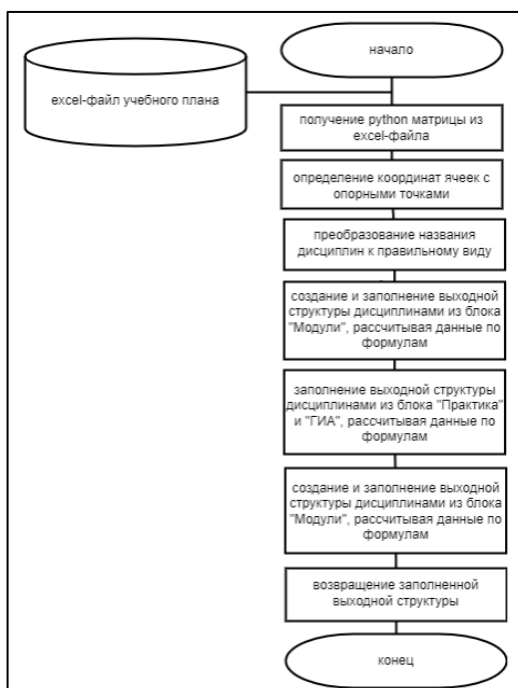 начало
excel-файл учебного плана
получение python матрицы из
excel-файла
определение координат ячеек с
опорными точками
преобразование названия
дисциплин к правильному виду
создание и заполнение выходной
структуры дисциплинами из блока
"Модули", рассчитывая данные по
формулам
заполнение выходной структуры
дисциплинами из блока "Практика"
и "ГИА", рассчитывая данные по
формулам
создание и заполнение выходной
структуры дисциплинами из блока
"Модули", рассчитывая данные по
формулам
возвращение заполненной
выходной структуры
конец